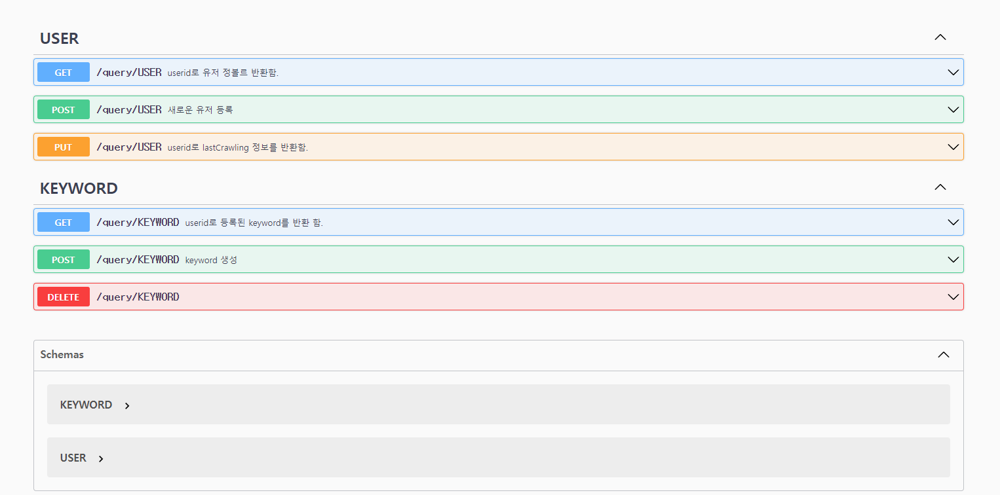 USER
GET /query/USER userid로 유저 정볼르 반환함.
POST /query/USER 새로운 유저 등록
PUT /query/USER userid로 lastCrawling 정보를 반환함.
KEYWORD
GET /query/KEYWORD userid로 등록된 keyword를 반환 함.
POST /query/KEYWORD keyword 생성
DELETE /query/KEYWORD
Schemas
KEYWORD
USER